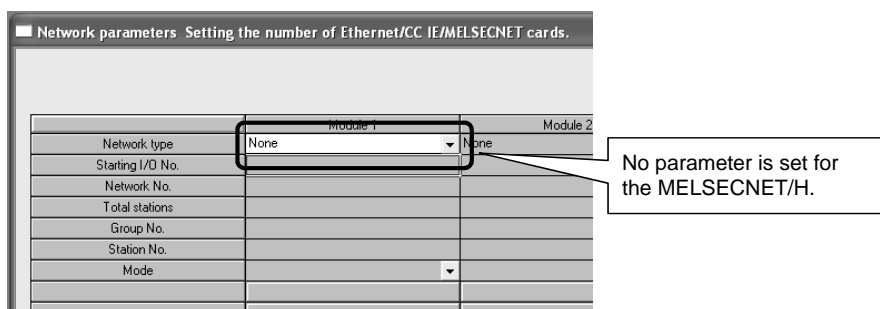 Network parameters Setting the number of Ethernet/CC IE/MELSECNET cards.
Module 1 Module 2
Network type None None
Starting I/O No.
Network No.
Total stations
Group No.
Station No.
Mode
No parameter is set for
the MELSECNET/H.